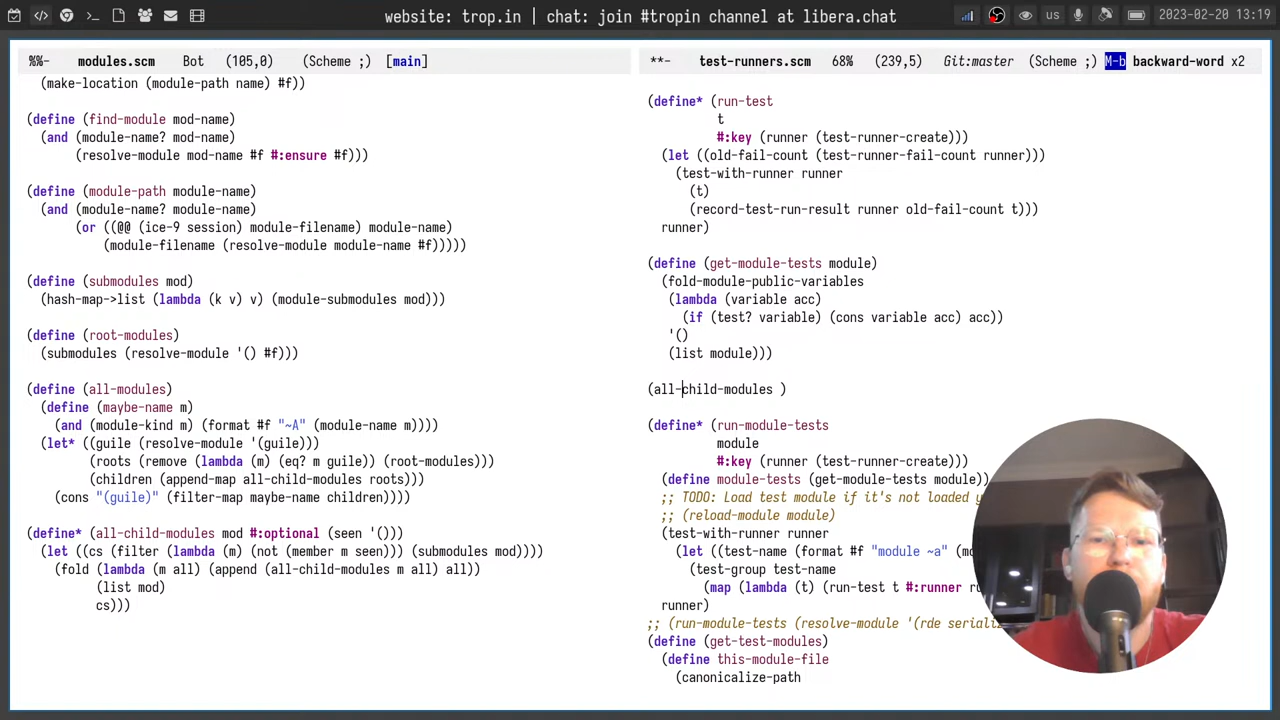 website: trop.in | chat: join #tropin channel at libera.chat
us
2023-02-20 13:19
%%- modules.scm Bot (105,0) (Scheme ;) [main]
(make-location (module-path name) #f))
(define (find-module mod-name)
(and (module-name? mod-name)
(resolve-module mod-name #f #:ensure #f)))
(define (module-path module-name)
(and (module-name? module-name)
(or ((@@ (ice-9 session) module-filename) module-name)
(module-filename (resolve-module module-name #f)))))
(define (submodules mod)
(hash-map->list (lambda (k v) v) (module-submodules mod)))
(define (root-modules)
(submodules (resolve-module '() #f)))
(define (all-modules)
(define (maybe-name m)
(and (module-kind m) (format #f "~A" (module-name m))))
(let* ((guile (resolve-module '(guile)))
(roots (remove (lambda (m) (eq? m guile)) (root-modules)))
(children (append-map all-child-modules roots)))
(cons "(guile)" (filter-map maybe-name children))))
(define* (all-child-modules mod #:optional (seen '()))
(let ((cs (filter (lambda (m) (not (member m seen))) (submodules mod))))
(fold (lambda (m all) (append (all-child-modules m all) all))
(list mod)
cs)))
**- test-runners.scm 68% (239,5) Git:master (Scheme ;) M-b backward-word x2
(define* (run-test
t
#:key (runner (test-runner-create)))
(let ((old-fail-count (test-runner-fail-count runner)))
(test-with-runner runner
(t)
(record-test-run-result runner old-fail-count t)))
runner)
(define (get-module-tests module)
(fold-module-public-variables
(lambda (variable acc)
(if (test? variable) (cons variable acc) acc))
'()
(list module)))
(all-child-modules )
(define* (run-module-tests
module
#:key (runner (test-runner-create)))
(define module-tests (get-module-tests module))
;; TODO: Load test module if it's not loaded
;; (reload-module module)
(test-with-runner runner
(let ((test-name (format #f "module ~a"
(test-group test-name
(map (lambda (t) (run-test t #:runner
runner)
;; (run-module-tests (resolve-module '(rde
(define (get-test-modules)
(define this-module-file
(canonicalize-path